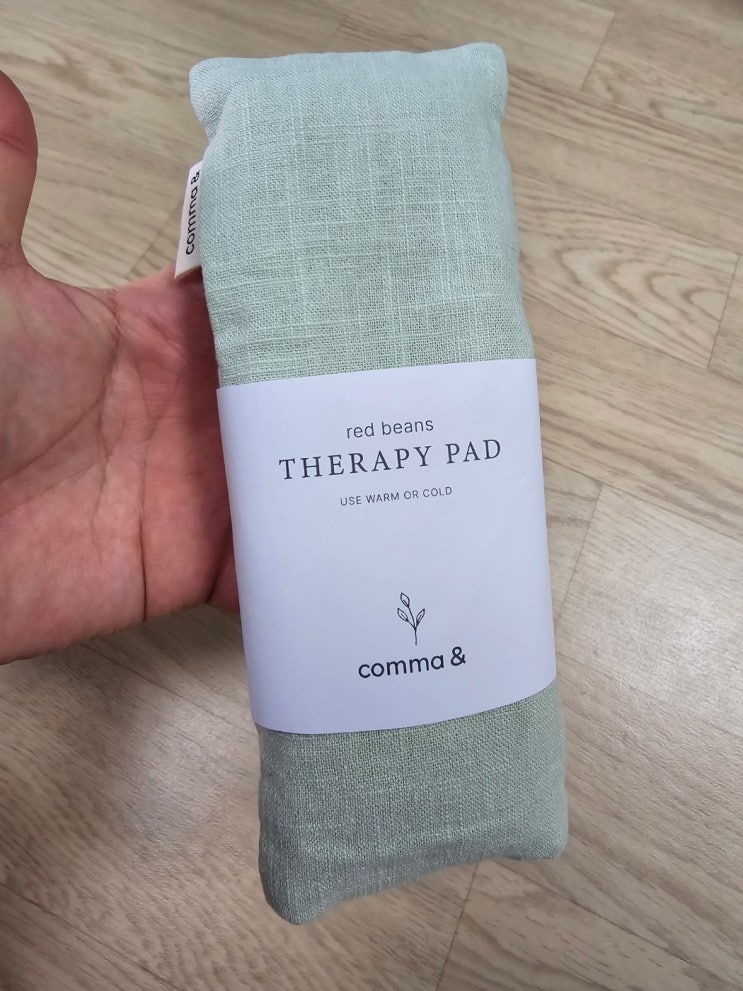 comma &
red beans
THERAPY PAD
USE WARM OR COLD
comma &